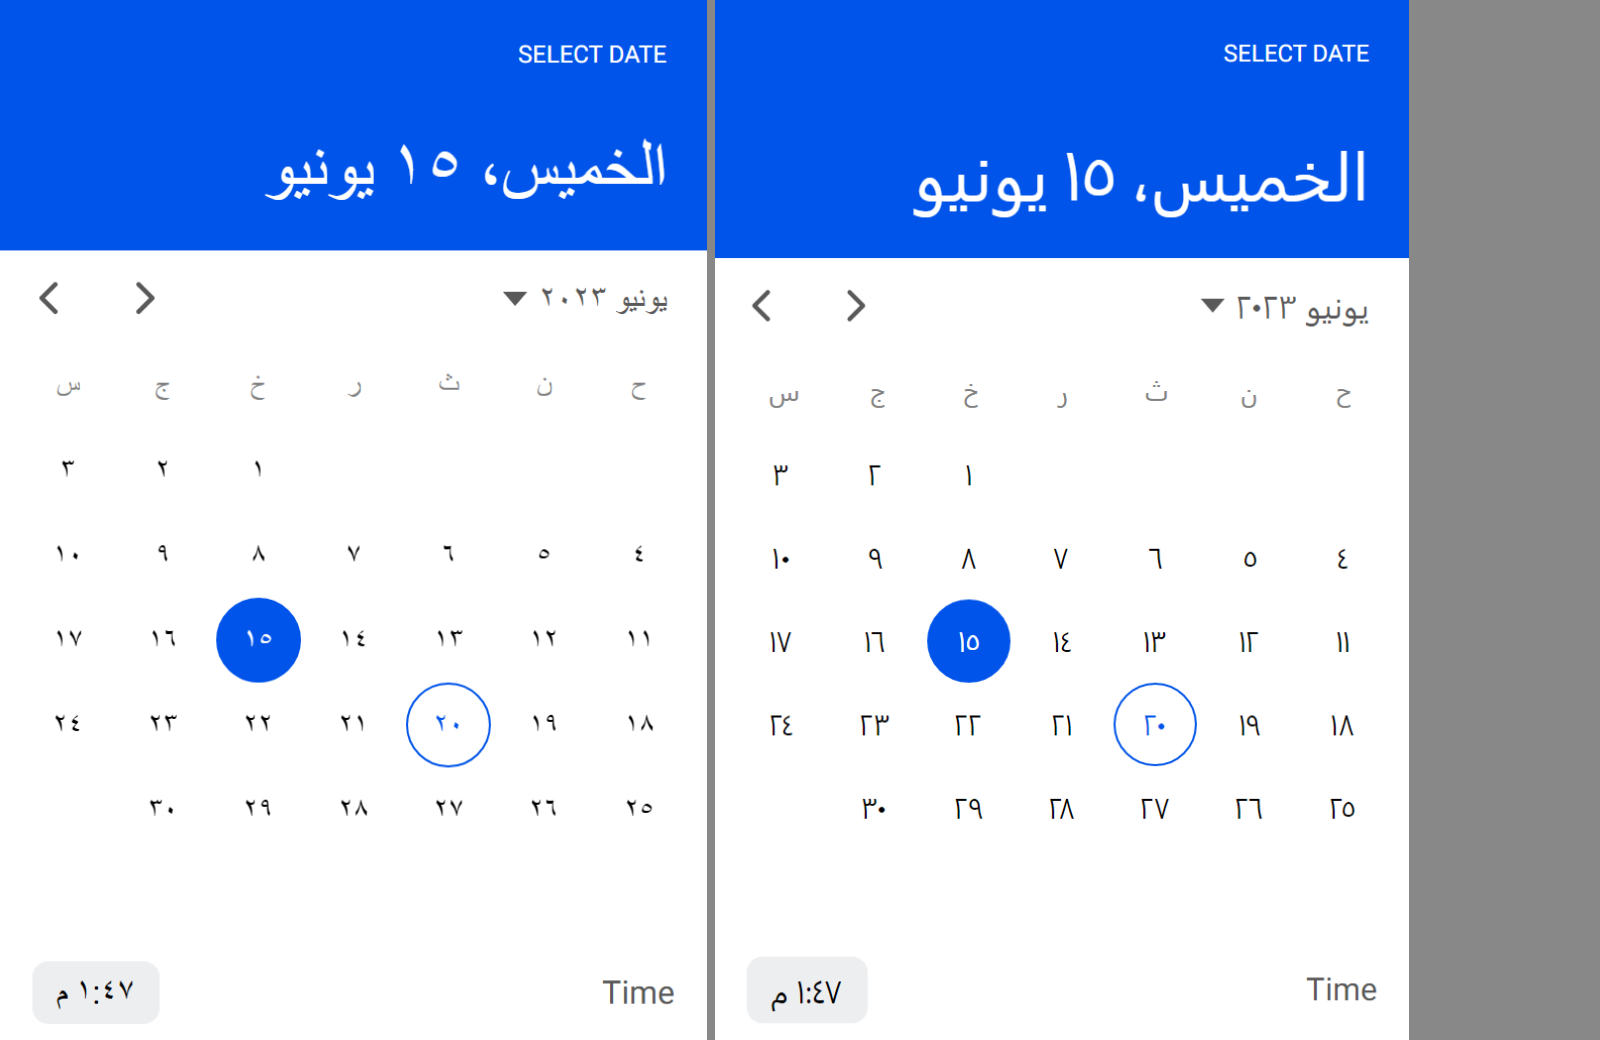 SELECT DATE
الخميس، ١٥ يونيو
يونيو ٢٠٢٣
ح ن ث ر خ ج س
١ ٢ ٣
٤ ٥ ٦ ٧ ٨ ٩ ١٠
١١ ١٢ ١٣ ١٤ ١٥ ١٦ ١٧
١٨ ١٩ ٢٠ ٢١ ٢٢ ٢٣ ٢٤
٢٥ ٢٦ ٢٧ ٢٨ ٢٩ ٣٠
Time
١:٤٧ م
SELECT DATE
الخميس، ١٥ يونيو
يونيو ٢٠٢٣
ح ن ث ر خ ج س
١ ٢ ٣
٤ ٥ ٦ ٧ ٨ ٩ ١٠
١١ ١٢ ١٣ ١٤ ١٥ ١٦ ١٧
١٨ ١٩ ٢٠ ٢١ ٢٢ ٢٣ ٢٤
٢٥ ٢٦ ٢٧ ٢٨ ٢٩ ٣٠
Time
١:٤٧ م